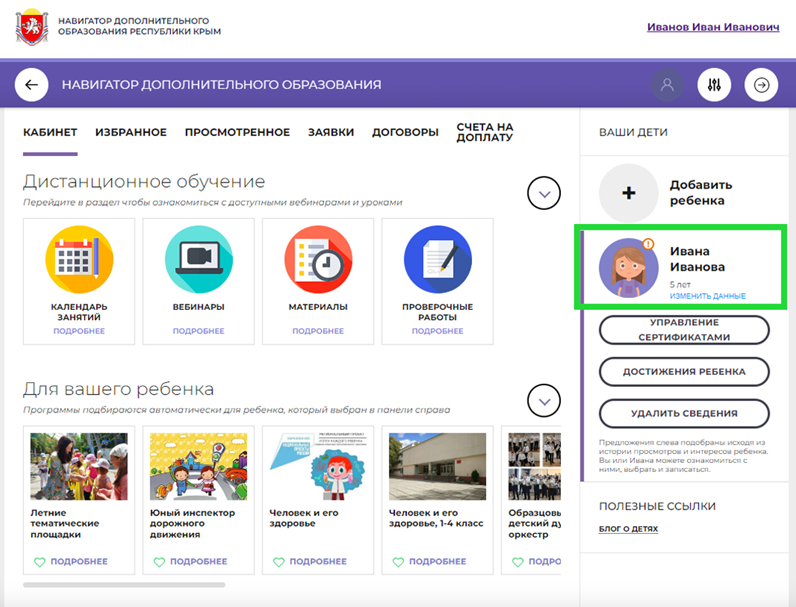 НАВИГАТОР ДОПОЛНИТЕЛЬНОГО
ОБРАЗОВАНИЯ РЕСПУБЛИКИ КРЫМ
Иванов Иван Иванович
НАВИГАТОР ДОПОЛНИТЕЛЬНОГО ОБРАЗОВАНИЯ
КАБИНЕТ ИЗБРАННОЕ ПРОСМОТРЕННОЕ ЗАЯВКИ ДОГОВОРЫ СЧЕТА НА
ДОПЛАТУ
Дистанционное обучение
Перейдите в раздел чтобы ознакомиться с доступными вебинарами и уроками
КАЛЕНДАРЬ
ЗАНЯТИЙ
ПОДРОБНЕЕ
ВЕБИНАРЫ
ПОДРОБНЕЕ
МАТЕРИАЛЫ
ПОДРОБНЕЕ
ПРОВЕРОЧНЫЕ
РАБОТЫ
ПОДРОБНЕЕ
Для вашего ребенка
Программы подбираются автоматически для ребенка, который выбран в панели справа
Летние
тематические
площадки
ПОДРОБНЕЕ
Юный инспектор
дорожного
движения
ПОДРОБНЕЕ
Человек и его
здоровье
ПОДРОБНЕЕ
Человек и его
здоровье, 1-4 класс
ПОДРОБНЕЕ
Образцовы
детский ду
оркестр
ПОДРО
ВАШИ ДЕТИ
Добавить
ребенка
Ивана
Иванова
5 лет
ИЗМЕНИТЬ ДАННЫЕ
УПРАВЛЕНИЕ
СЕРТИФИКАТАМИ
ДОСТИЖЕНИЯ РЕБЕНКА
УДАЛИТЬ СВЕДЕНИЯ
Предложения слева подобраны исходя из
истории просмотров и интересов ребенка.
Вы или Ивана можете ознакомиться с
ними, выбрать и записаться.
ПОЛЕЗНЫЕ ССЫЛКИ
БЛОГ О ДЕТЯХ